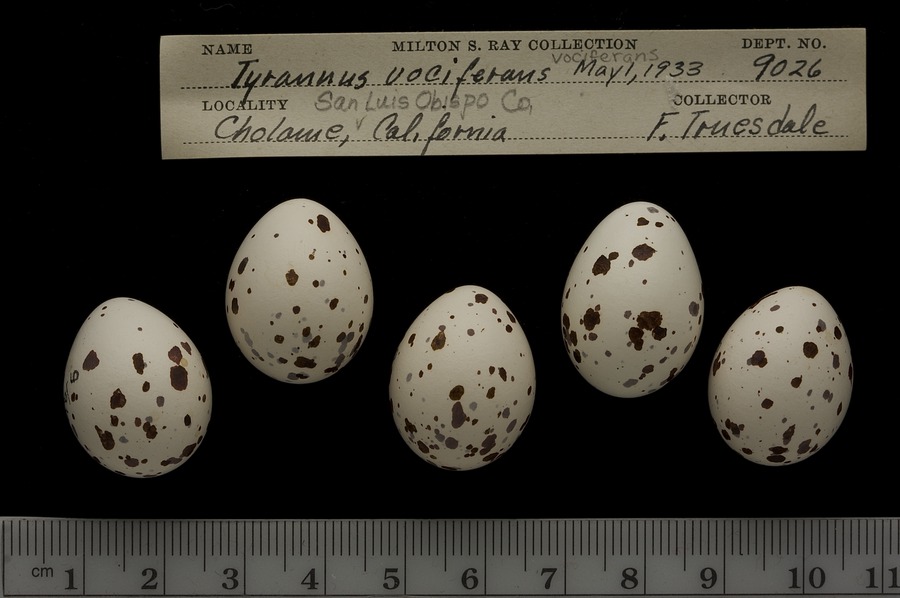 NAME MILTON S. RAY COLLECTION DEPT. NO.
vociferans
Tyrannus vociferans May 1, 1933 9026
LOCALITY San Luis Obispo Co, COLLECTOR
Cholame, California F. Truesdale
cm 1 2 3 4 5 6 7 8 9 10 11